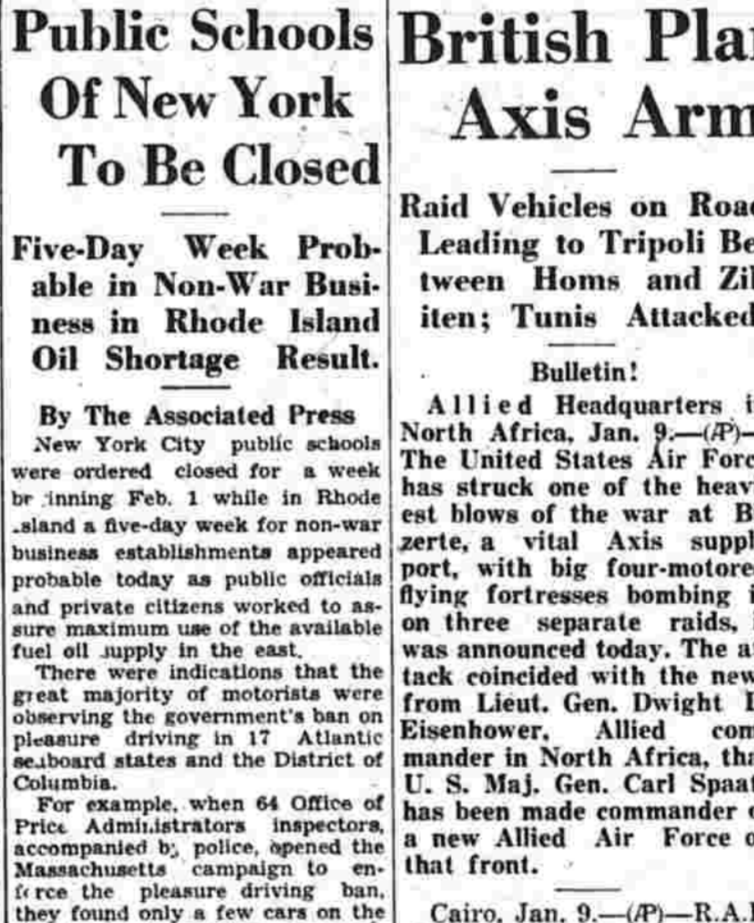 Public Schools
Of New York
To Be Closed
Five-Day Week Prob-
able in Non-War Busi-
ness in Rhode Island
Oil Shortage Result.
By The Associated Press
New York City public schools
were ordered closed for a week
be inning Feb. 1 while in Rhode
sland a five-day week for non-war
business establishments appeared
probable today as public officials
and private citizens worked to as-
sure maximum use of the available
fuel oil supply in the east.
There were indications that the
great majority of motorists were
observing the government's ban on
pleasure driving in 17 Atlantic
seaboard states and the District of
Columbia.
For example, when 64 Office of
Price Administrators inspectors,
accompanied by police, opened the
Massachusetts campaign to en-
force the pleasure driving ban,
they found only a few cars on the
British Pla
Axis Arm
Raid Vehicles on Roa
Leading to Tripoli Be
tween Homs and Zli
iten; Tunis Attacked
Bulletin!
Allied Headquarters i
North Africa, Jan. 9.—(AP)—
The United States Air Forc
has struck one of the heav
est blows of the war at B
zerte, a vital Axis suppl
port, with big four-motore
flying fortresses bombing i
on three separate raids, i
was announced today. The a
tack coincided with the new
from Lieut. Gen. Dwight
Eisenhower, Allied com
mander in North Africa, tha
U. S. Maj. Gen. Carl Spaat
has been made commander
a new Allied Air Force o
that front.
Cairo, Jan. 9.—(AP)—R.A.